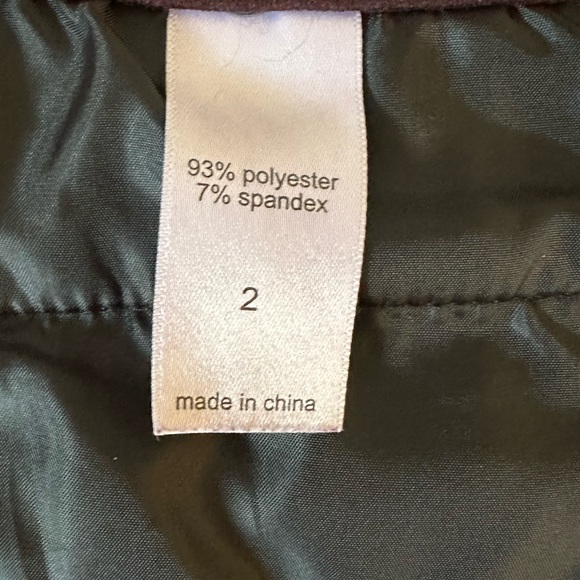 93% polyester
7% spandex
2
made in china